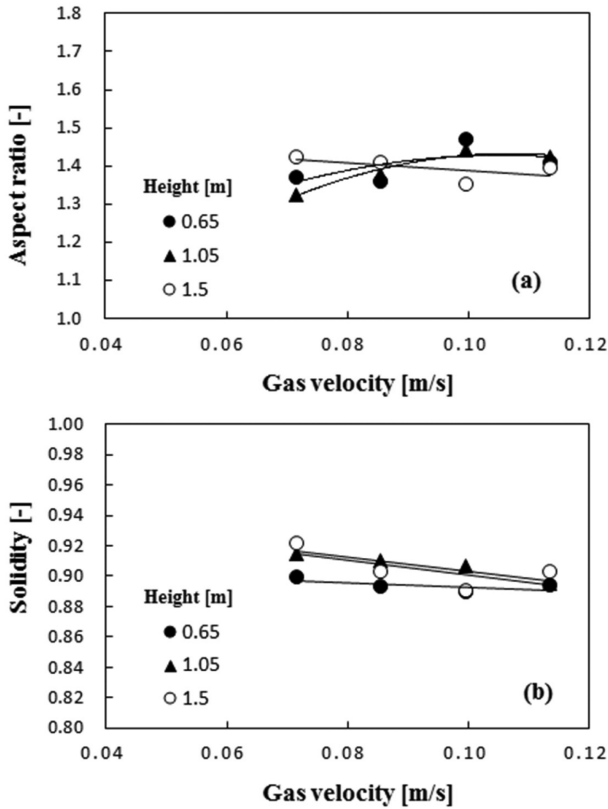 1.8
1.7
1.6
1.5
1.4
1.3
1.2
1.1
1.0
Aspect ratio [-]
Height [m]
0.65
1.05
1.5
(a)
0.04 0.06 0.08 0.10 0.12
Gas velocity [m/s]
1.00
0.98
0.96
0.94
0.92
0.90
0.88
0.86
0.84
0.82
0.80
Solidity [-]
Height [m]
0.65
1.05
1.5
(b)
0.04 0.06 0.08 0.10 0.12
Gas velocity [m/s]